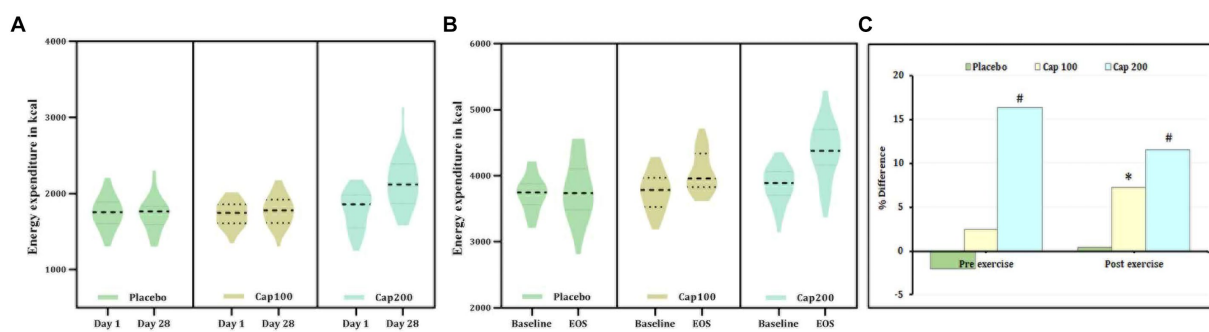 A
Energy expenditure in kcal
4000
3000
2000
1000
Placebo
Cap100
Cap200
Day 1 Day 28
Day 1 Day 28
Day 1 Day 28
B
Energy expenditure in kcal
6000
5000
4000
3000
2000
Placebo
Cap100
Cap200
Baseline EOS
Baseline EOS
Baseline EOS
C
Placebo Cap 100 Cap 200
% Difference
20
15
10
5
0
-5
#
*
#
Pre exercise
Post exercise